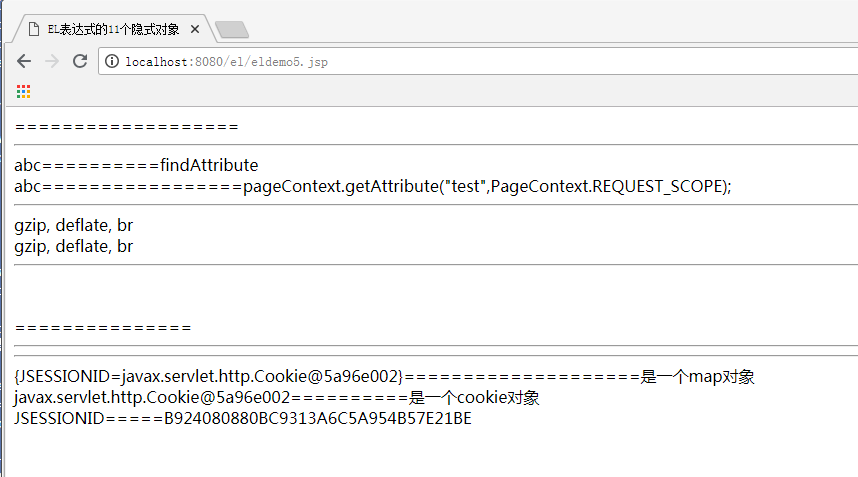 EL表达式的11个隐式对象
localhost:8080/el/eldemo5.jsp
===================
abc==========findAttribute
abc=================pageContext.getAttribute("test",PageContext.REQUEST_SCOPE);
gzip, deflate, br
gzip, deflate, br
===============
{JSESSIONID=javax.servlet.http.Cookie@5a96e002}====================是一个map对象
javax.servlet.http.Cookie@5a96e002==========是一个cookie对象
JSESSIONID=====B924080880BC9313A6C5A954B57E21BE